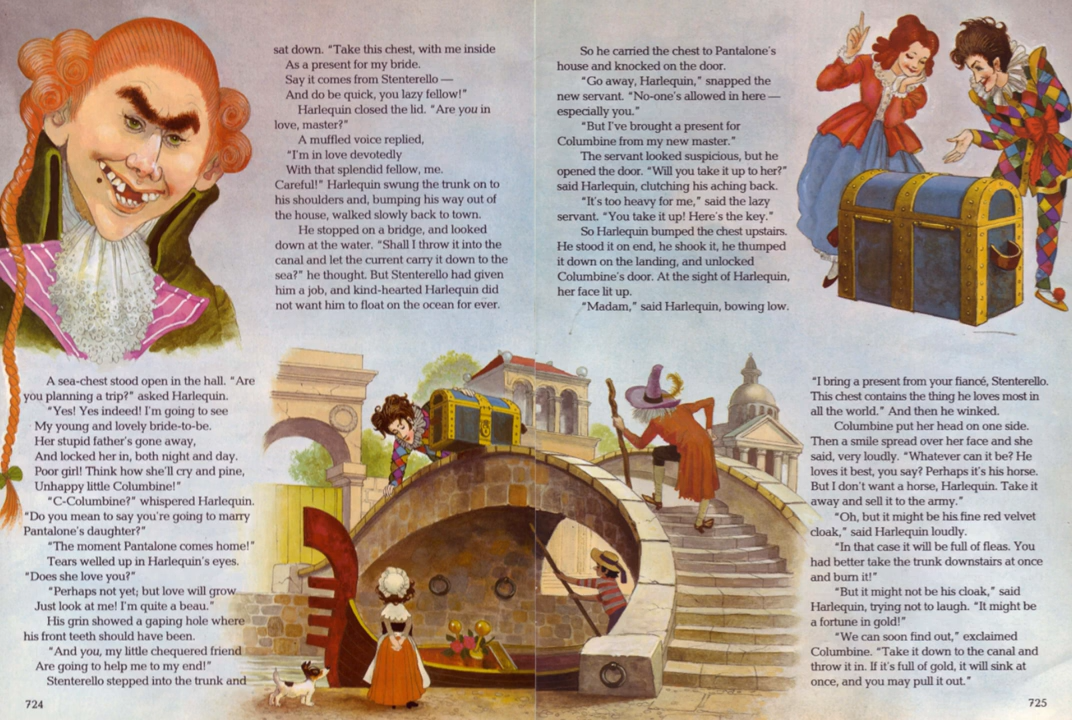 A sea-chest stood open in the hall. “Are
you planning a trip?” asked Harlequin.
“Yes! Yes indeed! I'm going to see
My young and lovely bride-to-be.
Her stupid father's gone away,
And locked her in, both night and day.
Poor girl! Think how she'll cry and pine,
Unhappy little Columbine!”
“C-Columbine?” whispered Harlequin.
“Do you mean to say you're going to marry
Pantalone's daughter?”
“The moment Pantalone comes home!”
Tears welled up in Harlequin's eyes.
“Does she love you?”
“Perhaps not yet; but love will grow
Just look at me! I'm quite a beau.”
His grin showed a gaping hole where
his front teeth should have been.
“And you, my little chequered friend
Are going to help me to my end!”
Stenterello stepped into the trunk and
724
sat down. “Take this chest, with me inside
As a present for my bride.
Say it comes from Stenterello —
And do be quick, you lazy fellow!”
Harlequin closed the lid. “Are you in
love, master?”
A muffled voice replied,
“I'm in love devotedly
With that splendid fellow, me.
Careful!” Harlequin swung the trunk on to
his shoulders and, bumping his way out of
the house, walked slowly back to town.
He stopped on a bridge, and looked
down at the water. “Shall I throw it into the
canal and let the current carry it down to the
sea?” he thought. But Stenterello had given
him a job, and kind-hearted Harlequin did
not want him to float on the ocean for ever.
So he carried the chest to Pantalone's
house and knocked on the door.
“Go away, Harlequin,” snapped the
new servant. “No-one's allowed in here —
especially you.”
“But I've brought a present for
Columbine from my new master.”
The servant looked suspicious, but he
opened the door. “Will you take it up to her?”
said Harlequin, clutching his aching back.
“It's too heavy for me,” said the lazy
servant. “You take it up! Here's the key.”
So Harlequin bumped the chest upstairs.
He stood it on end, he shook it, he thumped
it down on the landing, and unlocked
Columbine's door. At the sight of Harlequin,
her face lit up.
“Madam,” said Harlequin, bowing low.
“I bring a present from your fiancé, Stenterello.
This chest contains the thing he loves most in
all the world.” And then he winked.
Columbine put her head on one side.
Then a smile spread over her face and she
said, very loudly. “Whatever can it be? He
loves it best, you say? Perhaps it's his horse.
But I don't want a horse, Harlequin. Take it
away and sell it to the army.”
“Oh, but it might be his fine red velvet
cloak,” said Harlequin loudly.
“In that case it will be full of fleas. You
had better take the trunk downstairs at once
and burn it!”
“But it might not be his cloak,” said
Harlequin, trying not to laugh. “It might be
a fortune in gold!”
“We can soon find out,” exclaimed
Columbine. “Take it down to the canal and
throw it in. If it's full of gold, it will sink at
once, and you may pull it out.”
725